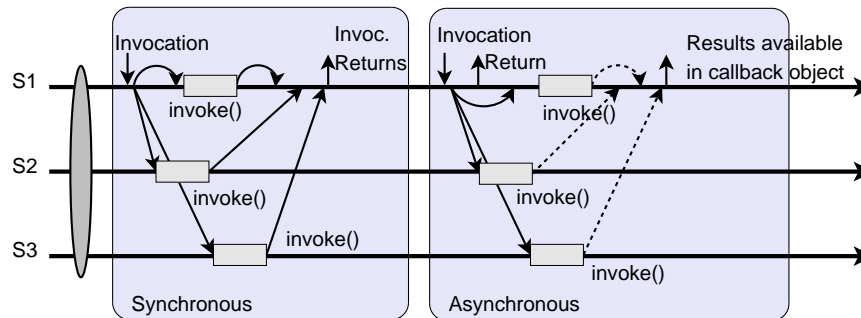 Invocation
Invoc.
Returns
Invocation
Return
Results available
in callback object
S1
invoke()
invoke()
S2
invoke()
invoke()
S3
invoke()
invoke()
Synchronous
Asynchronous